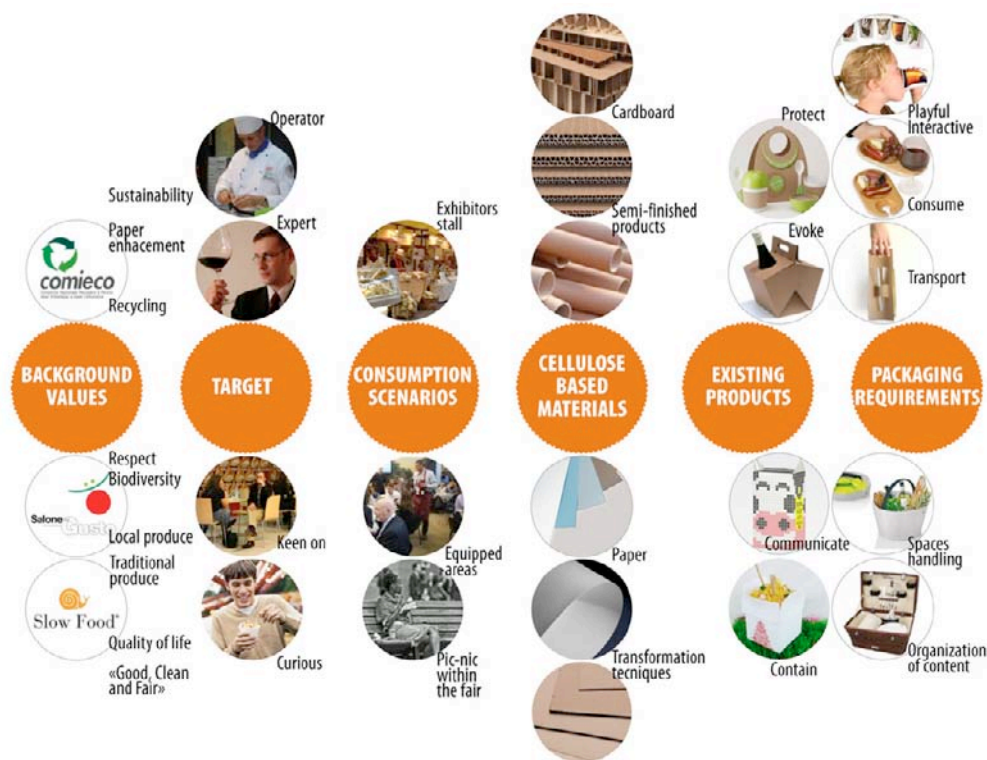 Operator
Sustainability
Expert
Paper
enhacement
comieco
Recycling
Exhibitors
stall
Cardboard
Semi-finished
products
Protect
Evoke
Playful
Interactive
Consume
Transport
BACKGROUND
VALUES
TARGET
CONSUMPTION
SCENARIOS
CELLULOSE
BASED
MATERIALS
EXISTING
PRODUCTS
PACKAGING
REQUIREMENTS
Respect
Biodiversity
Salone
Gusto
Local produce
Traditional
produce
Slow Food®
Quality of life
«Good, Clean
and Fair»
Keen on
Curious
Equipped
areas
Pic-nic
within
the fair
Paper
Transformation
tecniques
Communicate
Contain
Spaces
handling
Organization
of content